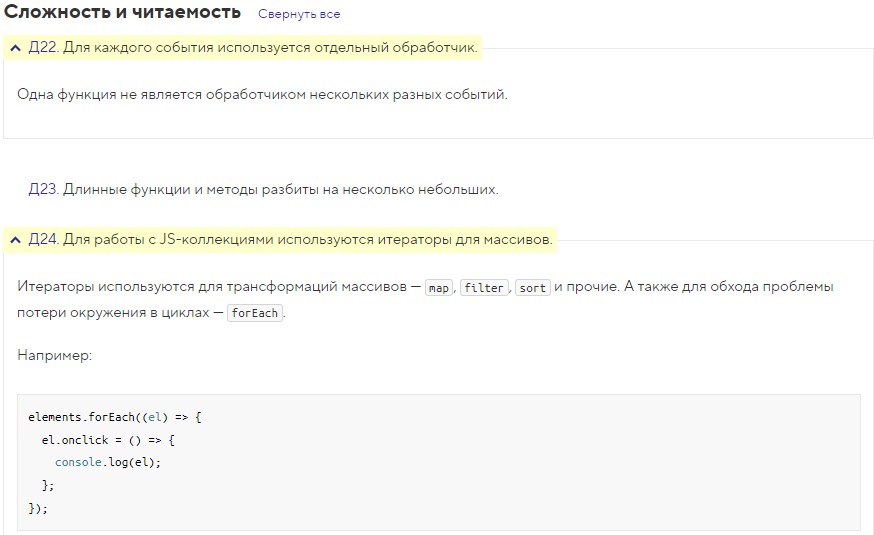 Сложность и читаемость Свернуть все
Д22. Для каждого события используется отдельный обработчик.
Одна функция не является обработчиком нескольких разных событий.
Д23. Длинные функции и методы разбиты на несколько небольших.
Д24. Для работы с JS-коллекциями используются итераторы для массивов.
Итераторы используются для трансформаций массивов — map, filter, sort и прочие. А также для обхода проблемы
потери окружения в циклах — forEach.
Например:
elements.forEach((el) => {
  el.onclick = () => {
    console.log(el);
  };
});